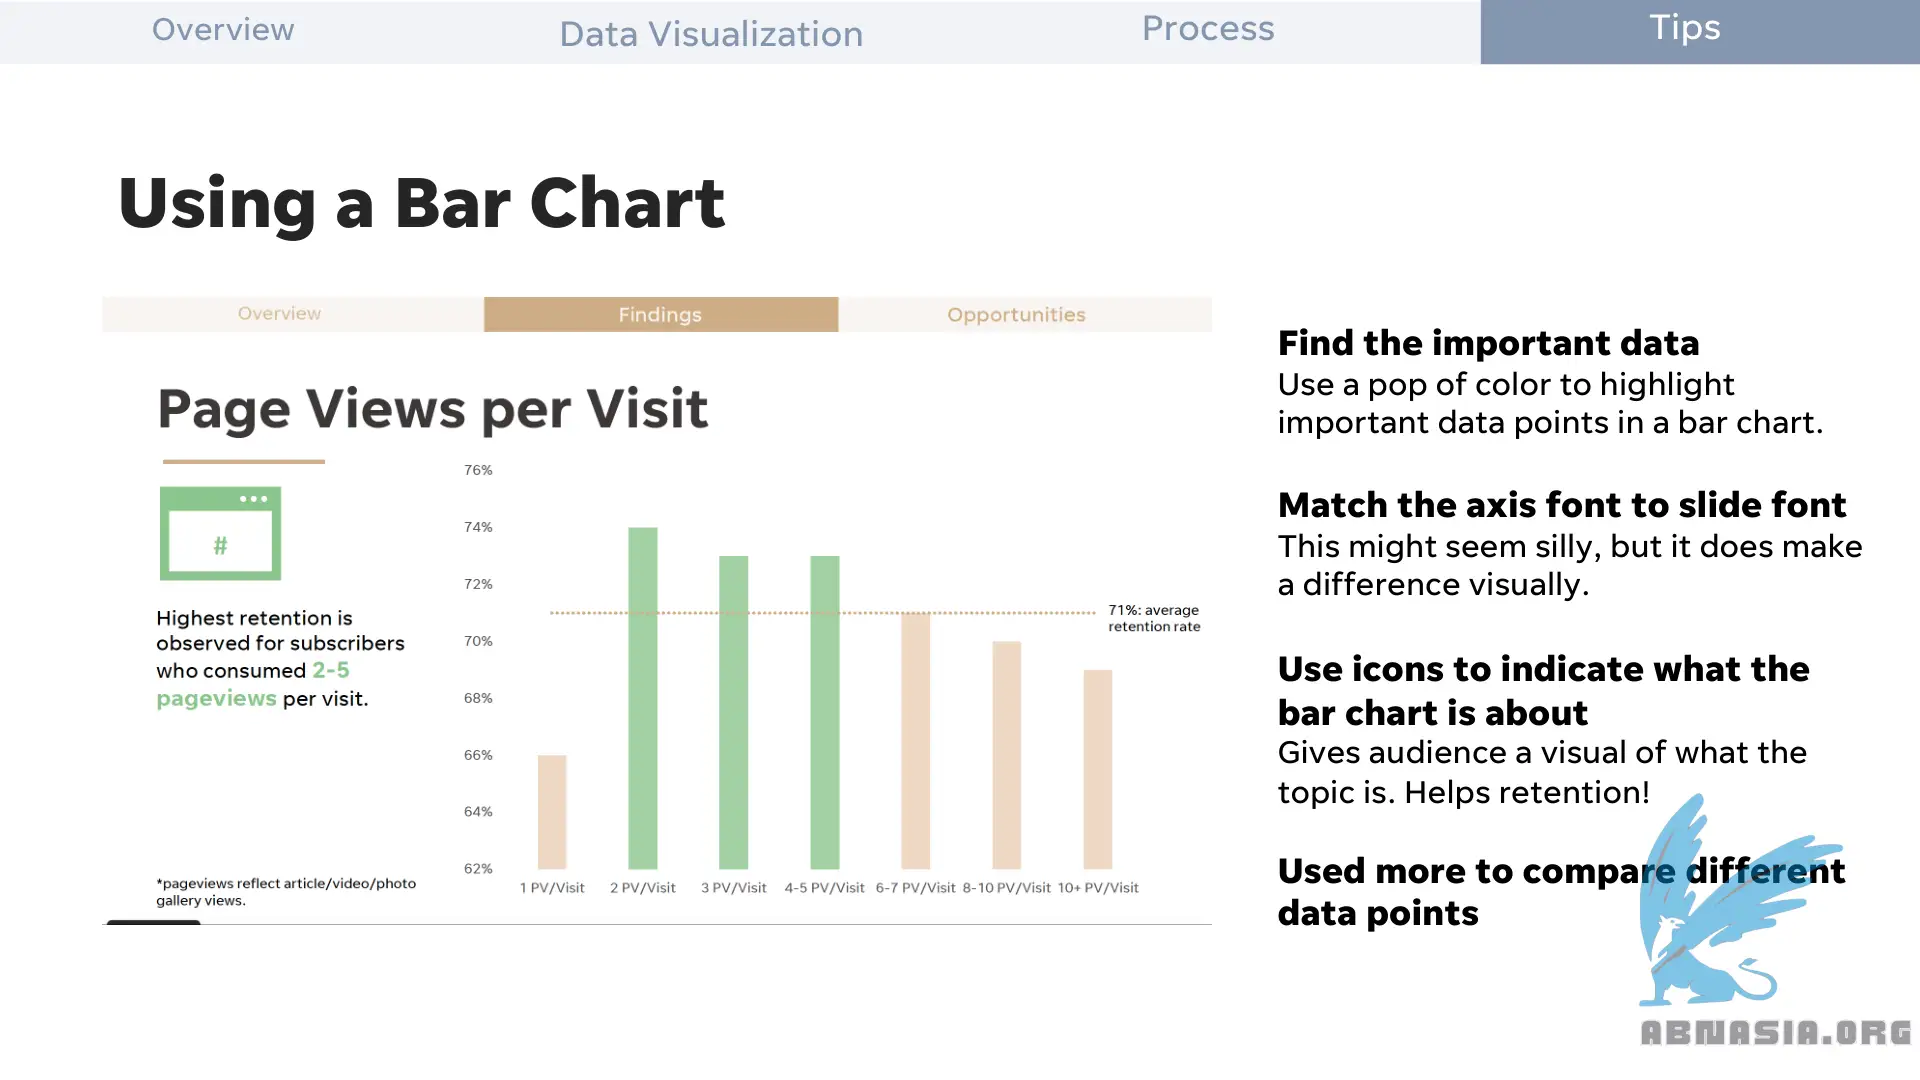 Overview
Data Visualization
Process
Tips
Using a Bar Chart
Overview
Findings
Opportunities
Page Views per Visit
#
Highest retention is
observed for subscribers
who consumed 2-5
pageviews per visit.
*pageviews reflect article/video/photo
gallery views.
76%
74%
72%
70%
68%
66%
64%
62%
71%: average
retention rate
1 PV/Visit
2 PV/Visit
3 PV/Visit
4-5 PV/Visit
6-7 PV/Visit
8-10 PV/Visit
10+ PV/Visit
Find the important data
Use a pop of color to highlight
important data points in a bar chart.
Match the axis font to slide font
This might seem silly, but it does make
a difference visually.
Use icons to indicate what the
bar chart is about
Gives audience a visual of what the
topic is. Helps retention!
Used more to compare different
data points
ABNASIA.ORG